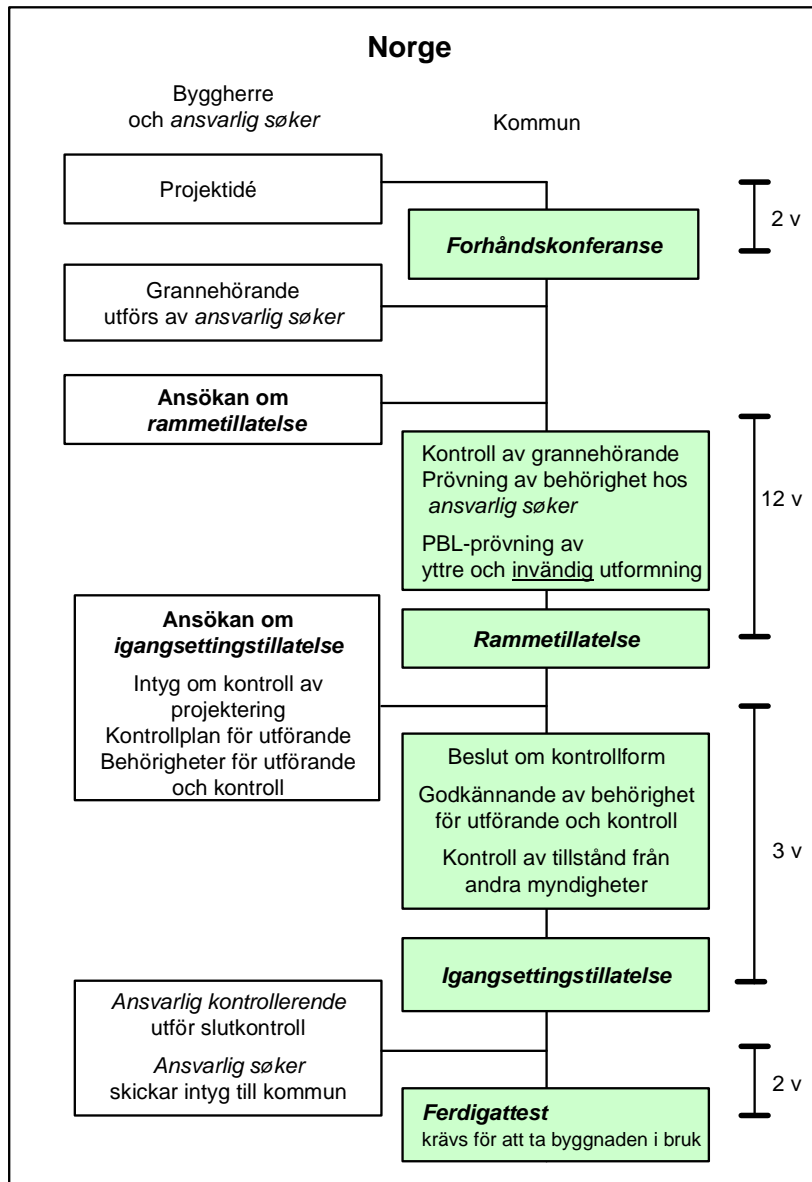 Norge
Byggherre
och ansvarlig søker
Kommun
Projektidé
2 v
Forhåndskonferanse
Grannehörande
utförs av ansvarlig søker
Ansökan om
rammetillatelse
Kontroll av grannehörande
Prövning av behörighet hos
ansvarlig søker
PBL-prövning av
yttre och invändig utformning
12 v
Rammetillatelse
Ansökan om
igangsettingstillatelse
Intyg om kontroll av
projektering
Kontrollplan för utförande
Behörigheter för utförande
och kontroll
Beslut om kontrollform
Godkännande av behörighet
för utförande och kontroll
Kontroll av tillstånd från
andra myndigheter
3 v
Igangsettingstillatelse
Ansvarlig kontrollerende
utför slutkontroll
Ansvarlig søker
skickar intyg till kommun
2 v
Ferdigattest
krävs för att ta byggnaden i bruk